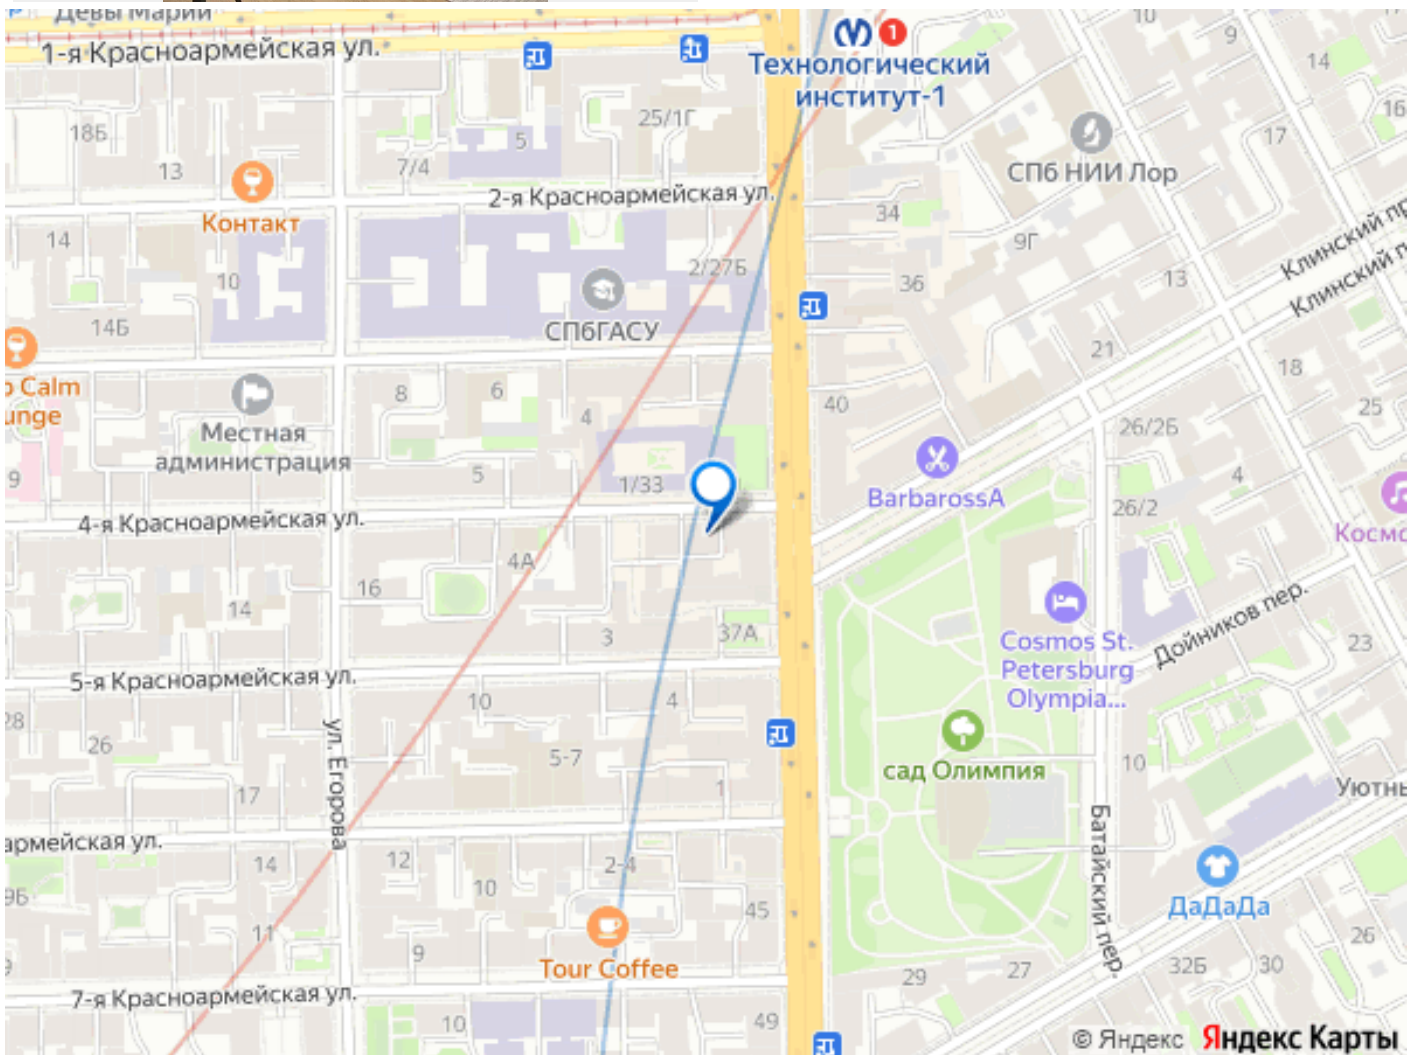 Девы Марии
1-я Красноармейская ул.
1
Технологический
институт-1
10
9
14
16
17
18Б
13
7/4
5
25/1Г
СПб НИИ Лор
2-я Красноармейская ул.
Контакт
34
9Г
Клинский пр
14
10
2/27Б
36
13
Клинский п
СПбГАСУ
14Б
21
18
25
o Calm
unge
8
6
4
40
26/2Б
Местная
администрация
9
5
1/33
BarbarossA
4
26/2
Космо
4-я Красноармейская ул.
4А
16
14
3
37А
Cosmos St.
Petersburg
Olympia...
Дойников пер.
23
5-я Красноармейская ул.
28
26
10
4
5-7
ул. Егорова
сад Олимпия
10
17
1
Уютны
армейская ул.
14
12
10
2-4
Батайский пер.
9Б
11
9
45
ДаДаДа
26
Tour Coffee
29
27
32Б
30
7-я Красноармейская ул.
10
49
© Яндекс Яндекс Карты